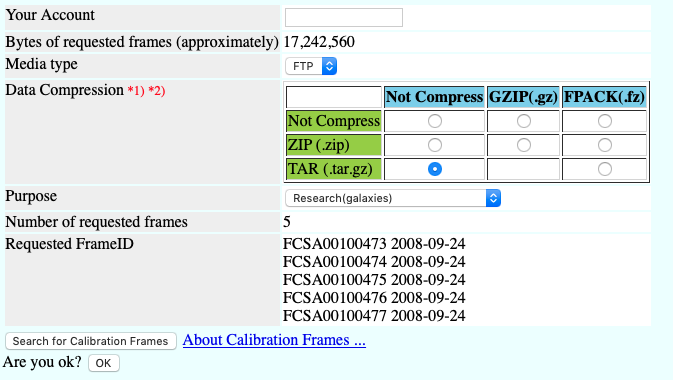 Your Account
Bytes of requested frames (approximately) 17,242,560
Media type FTP
Data Compression *1) *2)
Not Compress GZIP(.gz) FPACK(.fz)
Not Compress
ZIP (.zip)
TAR (.tar.gz)
Purpose Research(galaxies)
Number of requested frames 5
Requested FrameID FCSA00100473 2008-09-24
FCSA00100474 2008-09-24
FCSA00100475 2008-09-24
FCSA00100476 2008-09-24
FCSA00100477 2008-09-24
Search for Calibration Frames About Calibration Frames ...
Are you ok? OK